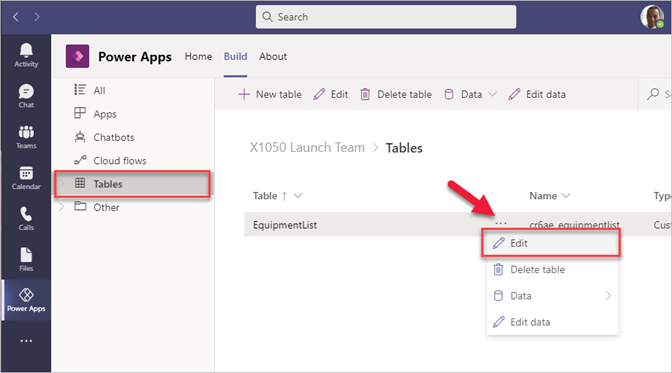 Search
Activity
Chat
Teams
Calendar
Calls
Files
Power Apps
Power Apps Home Build About
All
Apps
Chatbots
Cloud flows
Tables
Other
New table Edit Delete table Data Edit data
X1050 Launch Team > Tables
Table Name
EquipmentList cr6ae_equipmentlist
Edit
Delete table
Data
Edit data